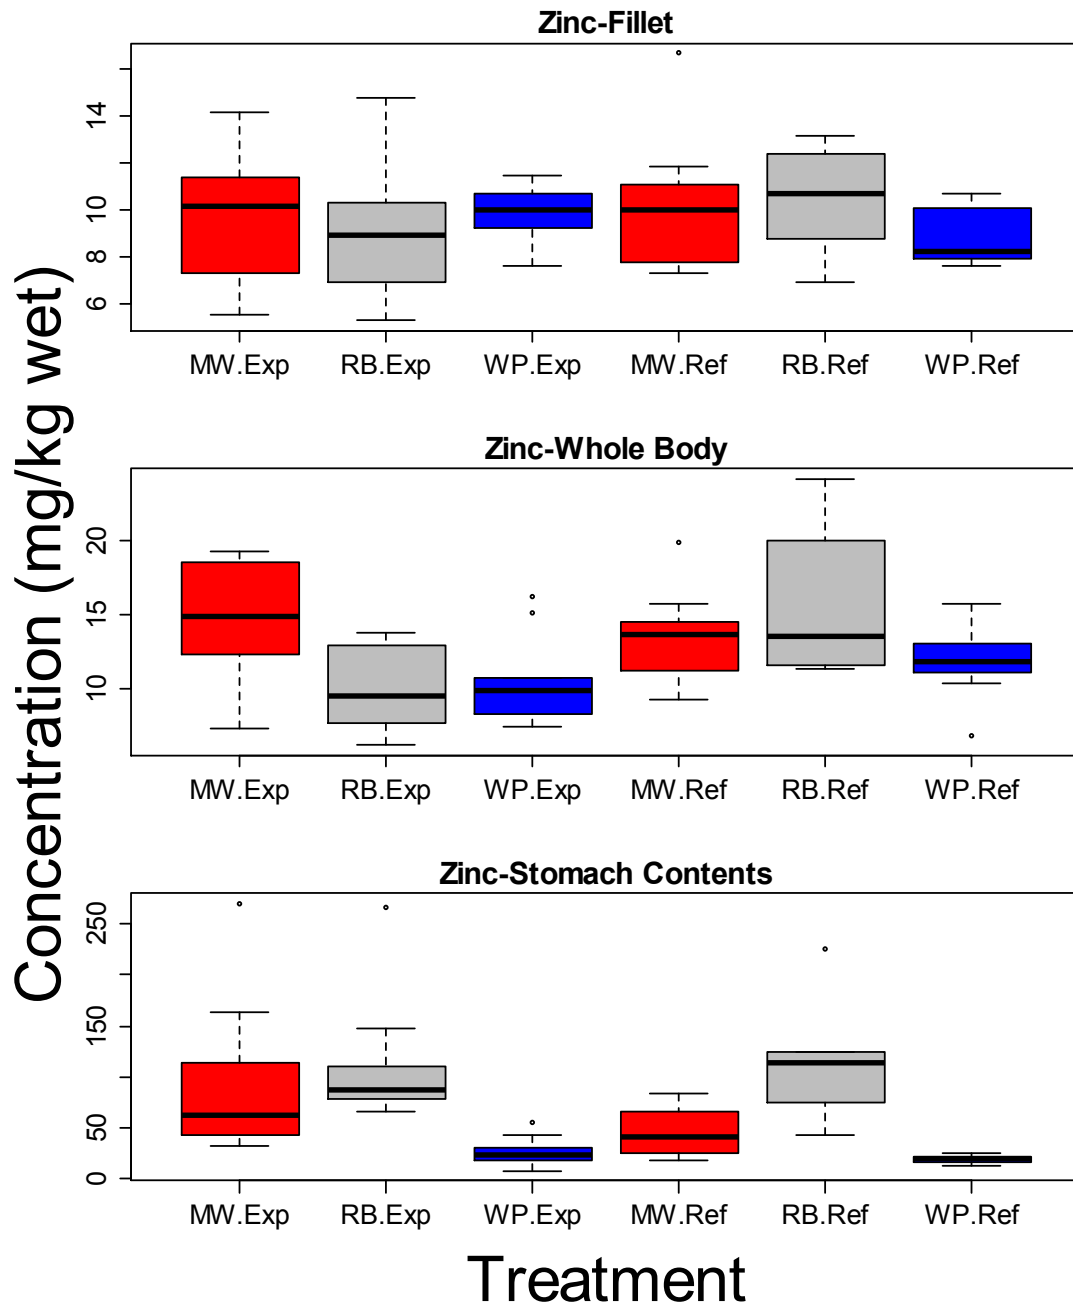 Zinc-Fillet
14
10
8
6
MW.Exp RB.Exp WP.Exp MW.Ref RB.Ref WP.Ref
Zinc-Whole Body
20
15
10
MW.Exp RB.Exp WP.Exp MW.Ref RB.Ref WP.Ref
Zinc-Stomach Contents
250
150
50
0
MW.Exp RB.Exp WP.Exp MW.Ref RB.Ref WP.Ref
Concentration (mg/kg wet)
Treatment